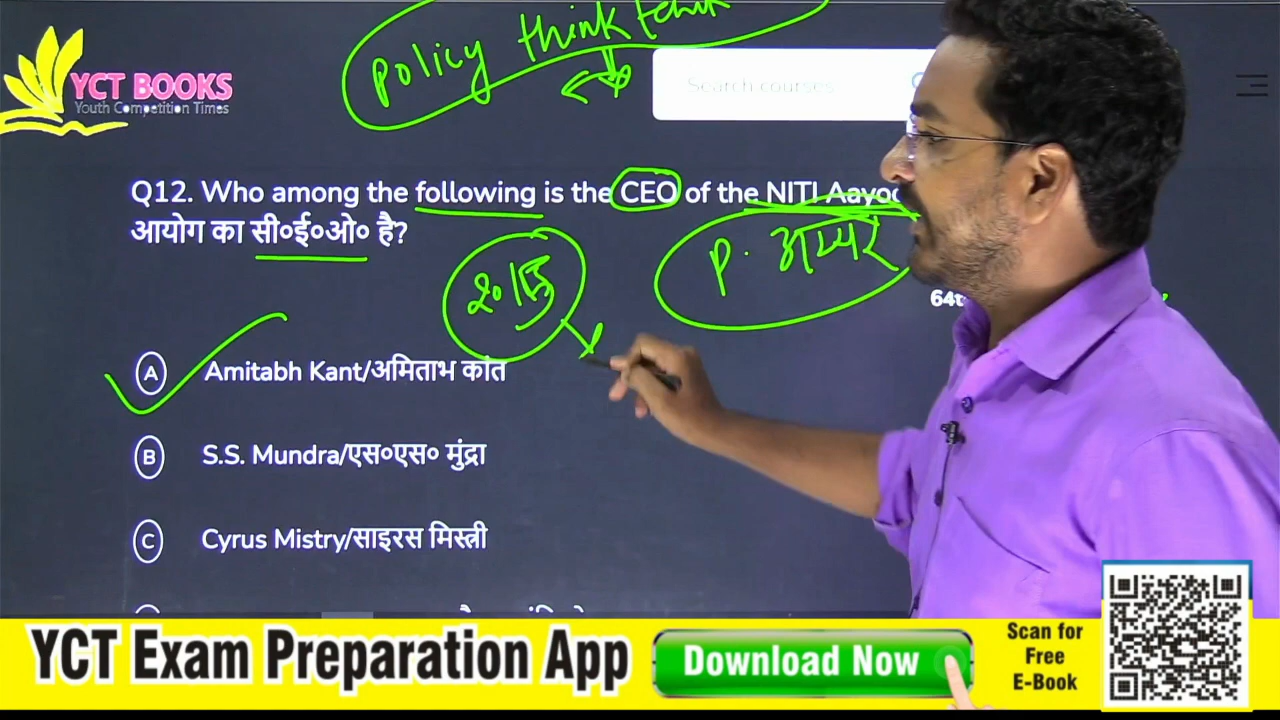 policy think
YCT BOOKS
Youth Competition Times
Search courses
Q12. Who among the following is the CEO of the NITI Aayog
आयोग का सी०ई०ओ० है?
P. अय्यर
64t
A Amitabh Kant/अमिताभ कांत
B S.S. Mundra/एस०एस० मुंद्रा
C Cyrus Mistry/साइरस मिस्त्री
YCT Exam Preparation App
Download Now
Scan for
Free
E-Book